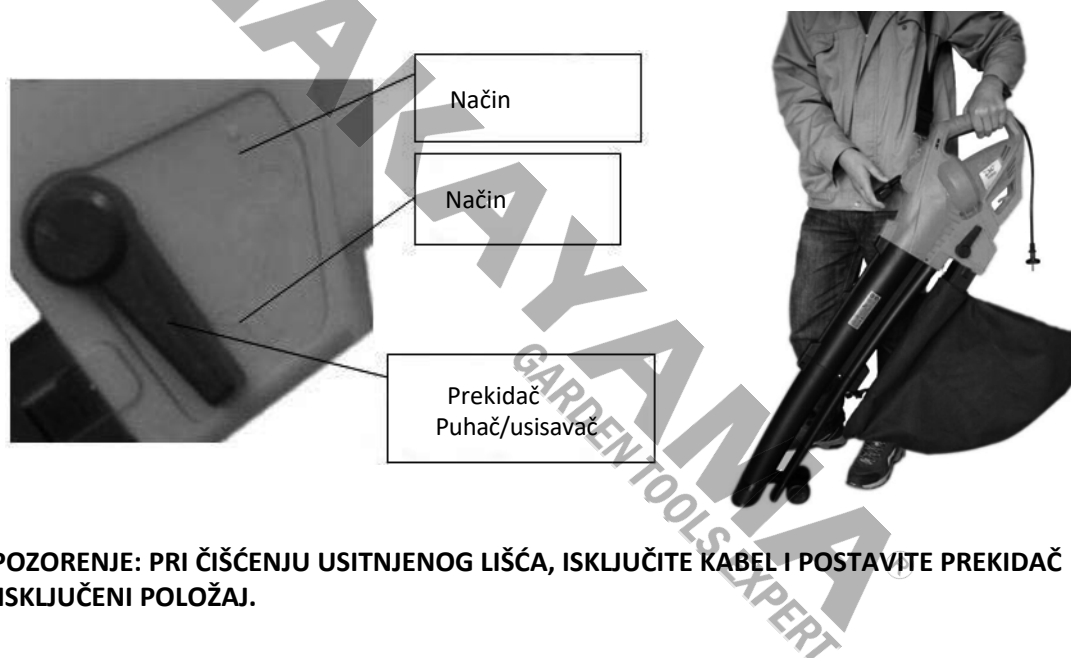 Način
Način
Prekidač
Puhač/usisavač
POZORENJE: PRI ČIŠĆENJU USITNJENOG LIŠĆA, ISKLJUČITE KABEL I POSTAVITE PREKIDAČ
ISKLJUČENI POLOŽAJ.
AKAYAMA®
GARDEN TOOLS EXPERT